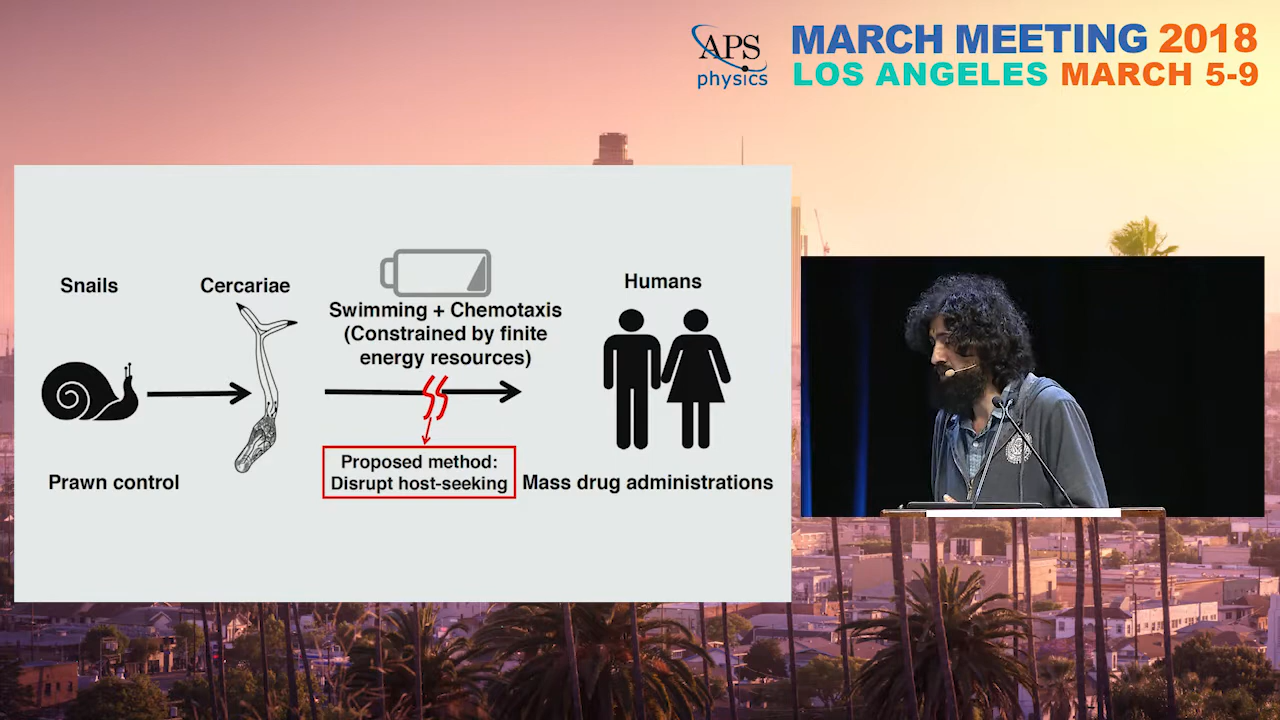 APS
physics
MARCH MEETING 2018
LOS ANGELES MARCH 5-9
Snails
Cercariae
Swimming + Chemotaxis
(Constrained by finite
energy resources)
Humans
Prawn control
Proposed method:
Disrupt host-seeking
Mass drug administrations